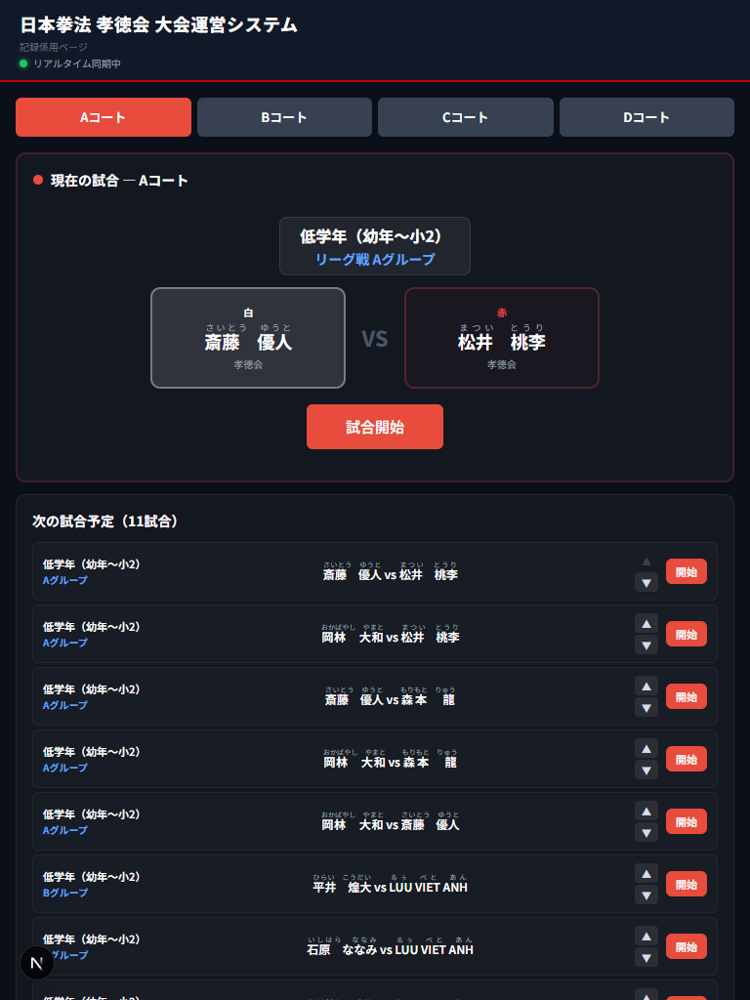 日本拳法 孝徳会 大会運営システム
記録係用ページ
リアルタイム同期中
Aコート
Bコート
Cコート
Dコート
現在の試合 — Aコート
低学年（幼年〜小2）
リーグ戦 Aグループ
白
さいとう ゆうと
斎藤 優人
孝徳会
VS
赤
まつい とうり
松井 桃李
孝徳会
試合開始
次の試合予定（11試合）
低学年（幼年〜小2）
Aグループ
さいとう ゆうと まつい とうり
斎藤 優人 vs 松井 桃李
▲
▼
開始
低学年（幼年〜小2）
Aグループ
おかばやし やまと まつい とうり
岡林 大和 vs 松井 桃李
▲
▼
開始
低学年（幼年〜小2）
Aグループ
さいとう ゆうと もりもと りゅう
斎藤 優人 vs 森本 龍
▲
▼
開始
低学年（幼年〜小2）
Aグループ
おかばやし やまと もりもと りゅう
岡林 大和 vs 森本 龍
▲
▼
開始
低学年（幼年〜小2）
Aグループ
おかばやし やまと さいとう ゆうと
岡林 大和 vs 斎藤 優人
▲
▼
開始
低学年（幼年〜小2）
Bグループ
ひらい こうだい るぅ べと あん
平井 煌大 vs LUU VIET ANH
▲
▼
開始
低学年（幼年〜小2）
グループ
いしはら ななみ るぅ べと あん
石原 ななみ vs LUU VIET ANH
▲
▼
開始
N
低学年（幼年〜小2）
▲